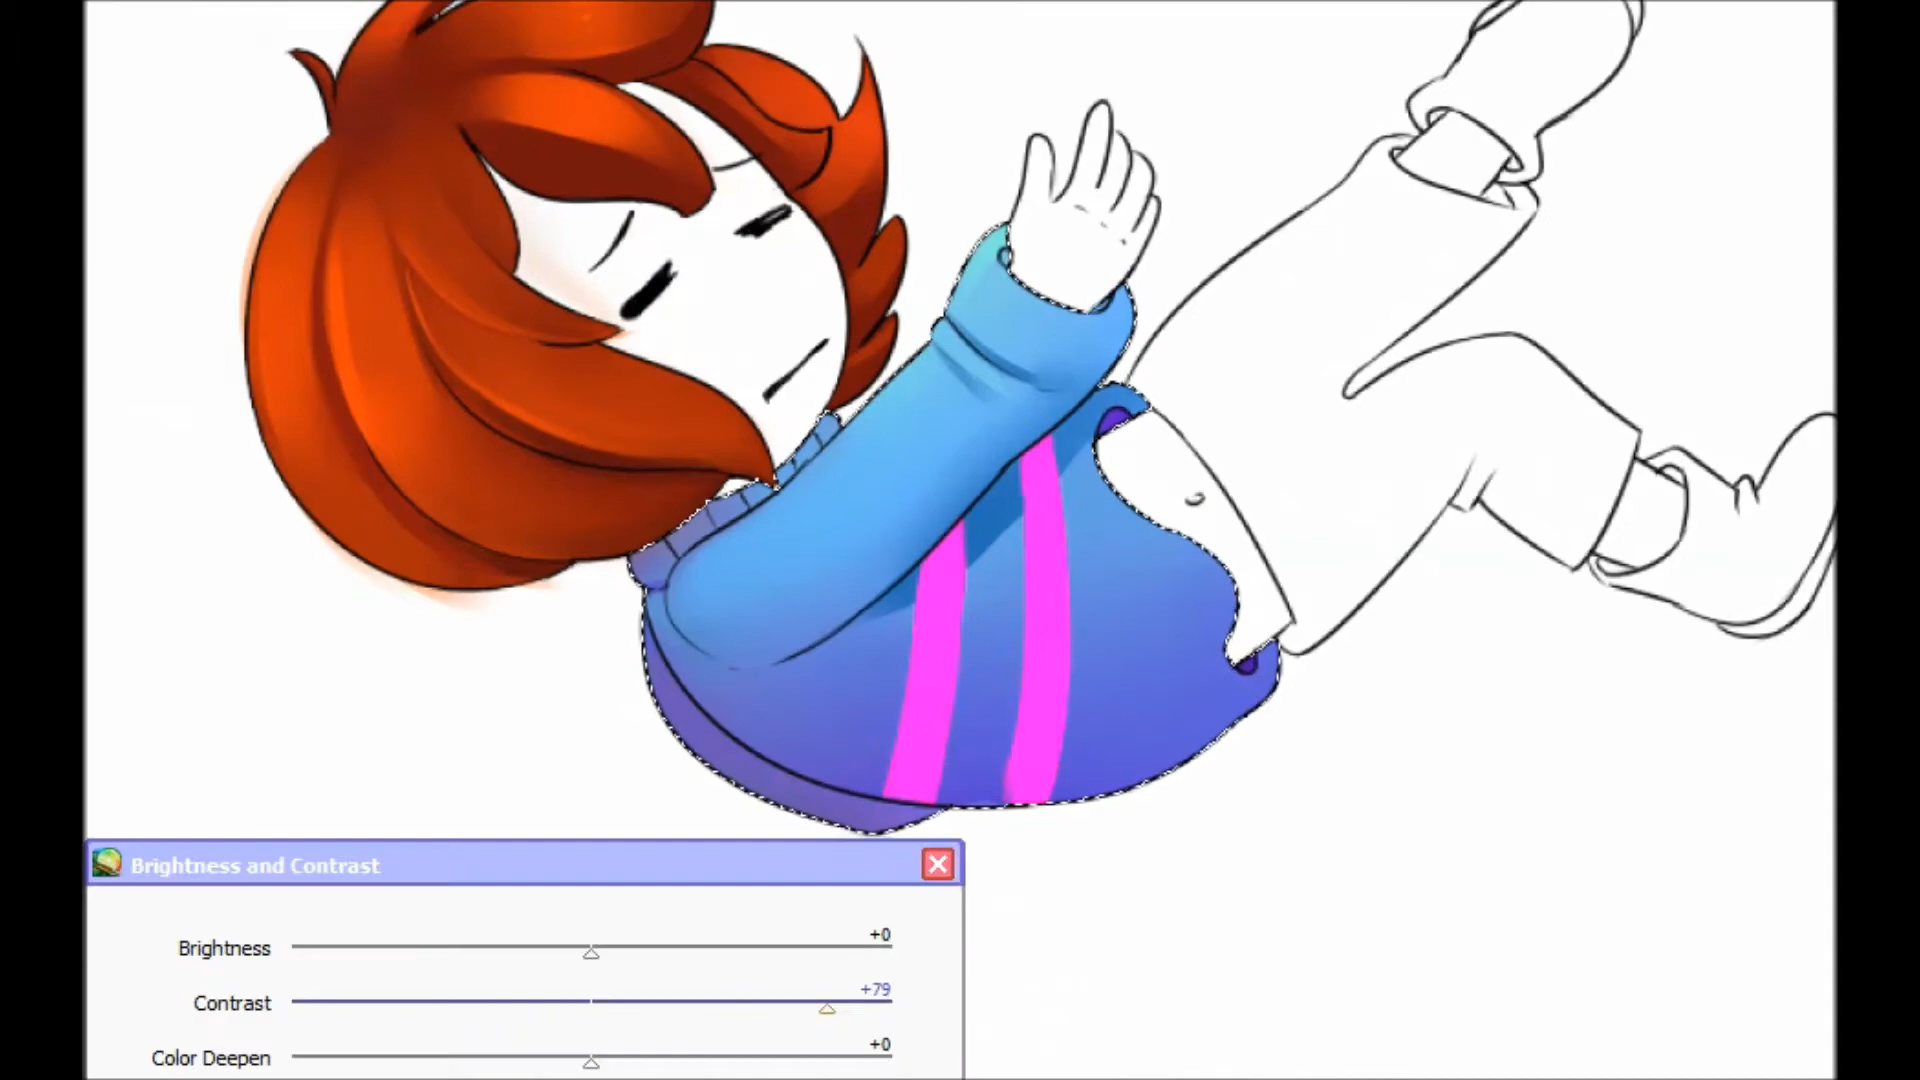 Brightness and Contrast
Brightness +0
Contrast +79
Color Deepen +0